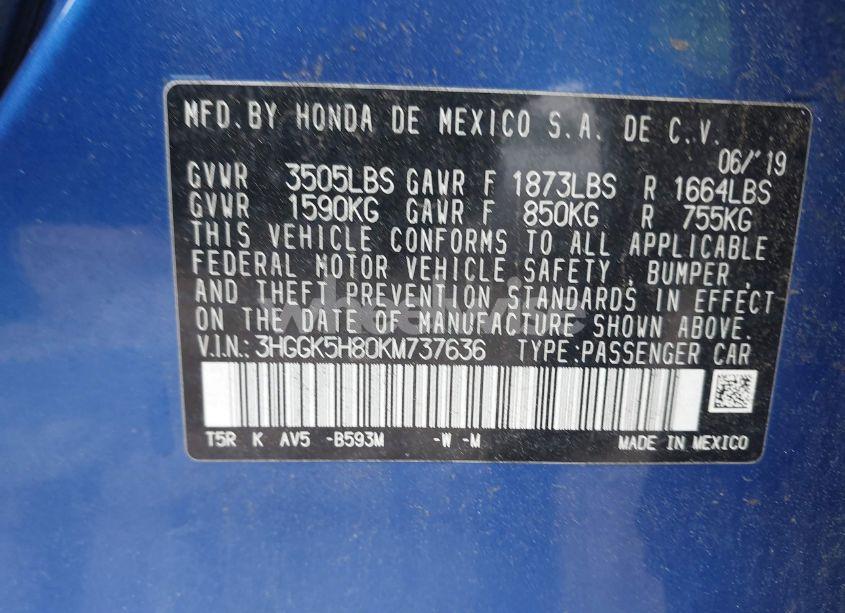 MFD. BY HONDA DE MEXICO S.A. DE C.V.
06/'19
GVWR 3505LBS GAWR F 1873LBS R 1664LBS
GVWR 1590KG GAWR F 850KG R 755KG
THIS VEHICLE CONFORMS TO ALL APPLICABLE
FEDERAL MOTOR VEHICLE SAFETY, BUMPER,
AND THEFT PREVENTION STANDARDS IN EFFECT
ON THE DATE OF MANUFACTURE SHOWN ABOVE.
V.I.N.: 3HGGK5H80KM737636 TYPE:PASSENGER CAR
T5R K AV5 -B593M -W -M MADE IN MEXICO